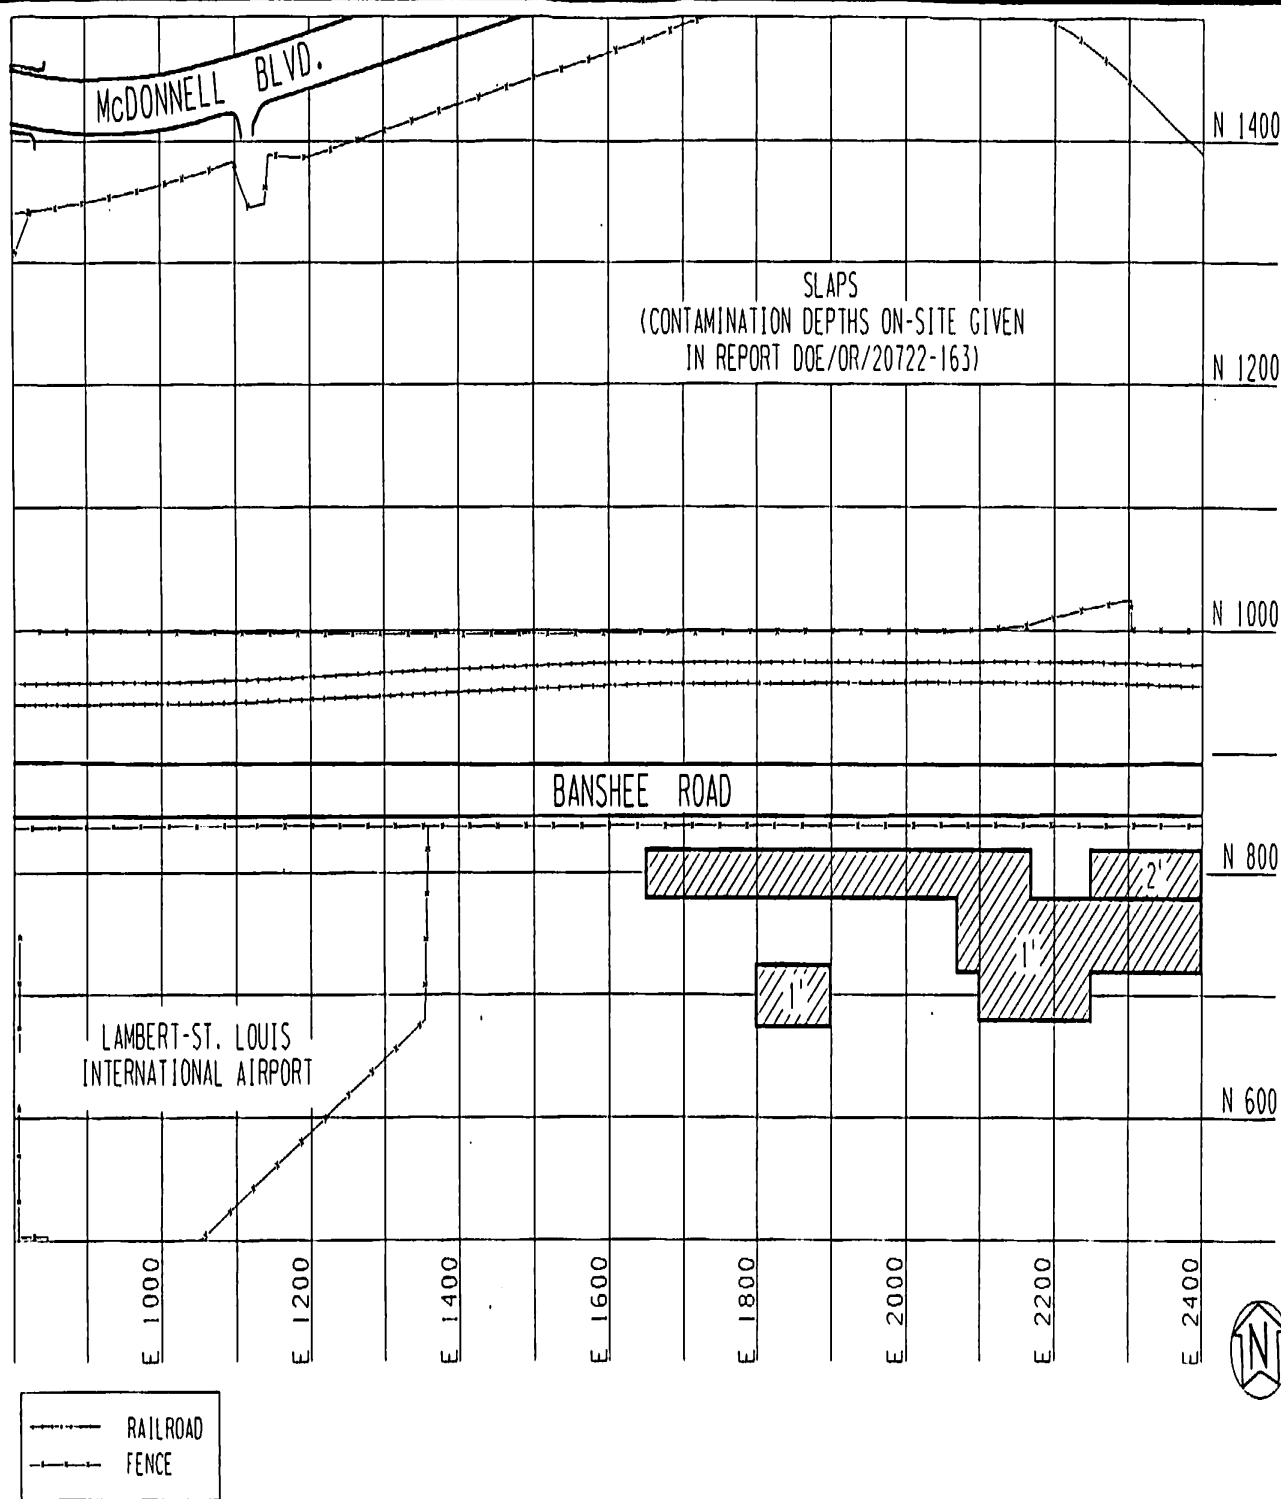 McDONNELL BLVD.
N 1400
SLAPS
(CONTAMINATION DEPTHS ON-SITE GIVEN
IN REPORT DOE/OR/20722-163)
N 1200
N 1000
BANSHEE ROAD
N 800
2'
1'
1'
LAMBERT-ST. LOUIS
INTERNATIONAL AIRPORT
N 600
E 1000
E 1200
E 1400
E 1600
E 1800
E 2000
E 2200
E 2400
N
RAILROAD
FENCE